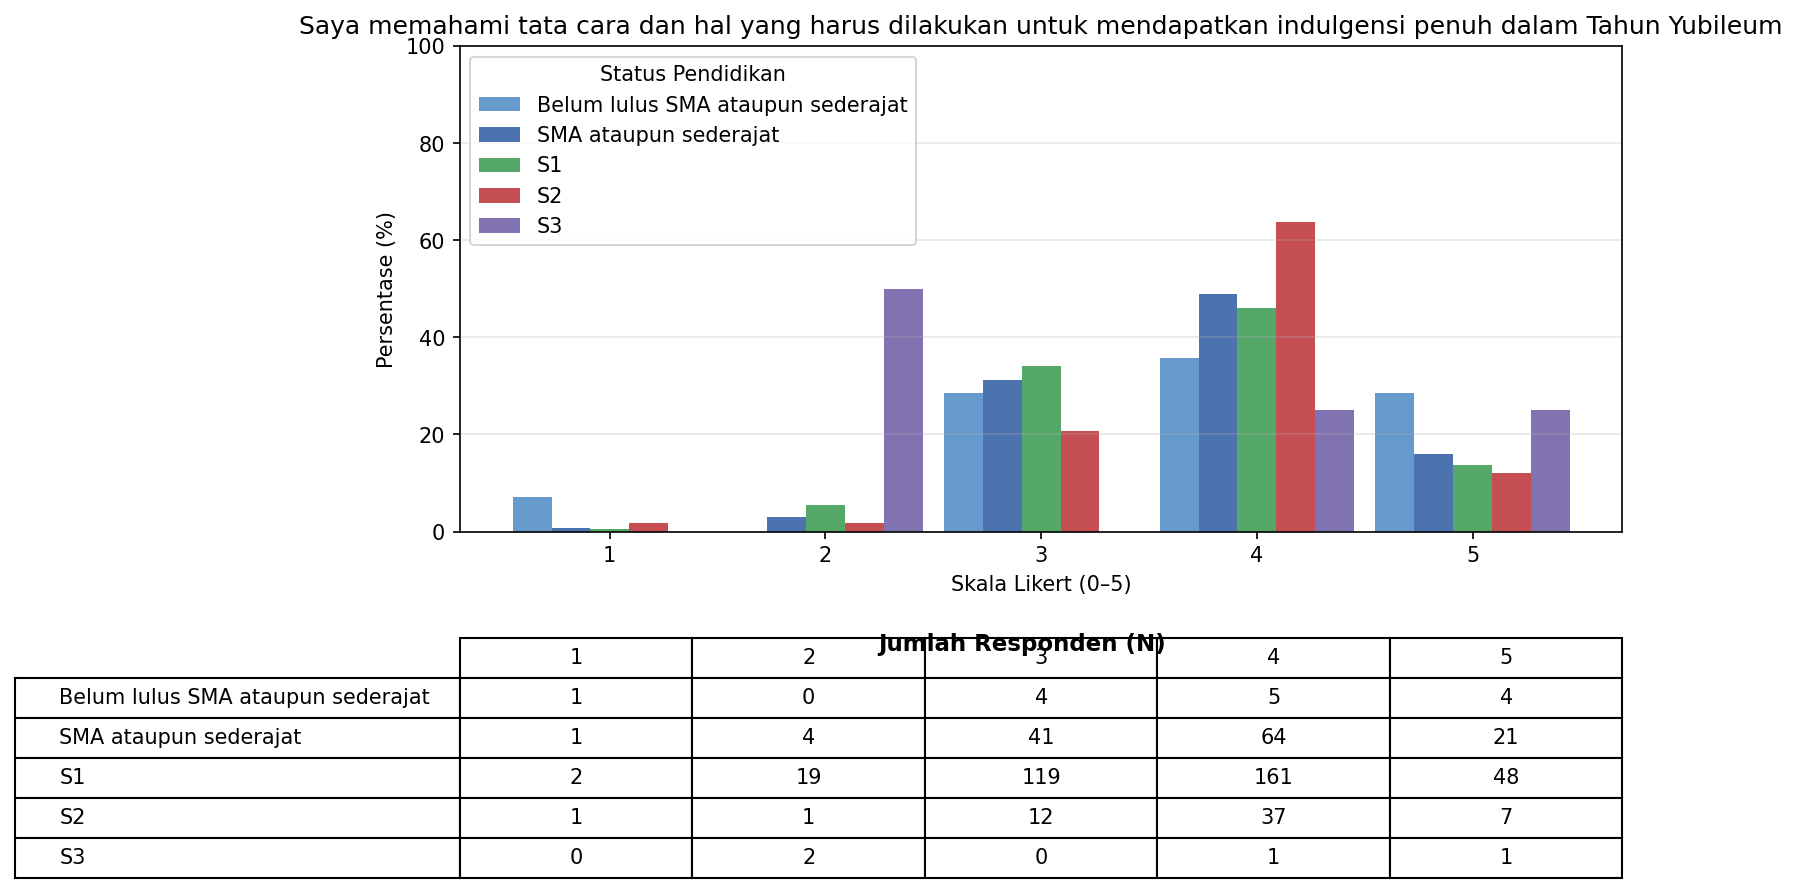 Saya memahami tata cara dan hal yang harus dilakukan untuk mendapatkan indulgensi penuh dalam Tahun Yubileum
Status Pendidikan
Belum lulus SMA ataupun sederajat
SMA ataupun sederajat
S1
S2
S3
Persentase (%)
100
80
60
40
20
0
1 2 3 4 5
Skala Likert (0–5)
Jumlah Responden (N)
1 2 3 4 5
Belum lulus SMA ataupun sederajat 1 0 4 5 4
SMA ataupun sederajat 1 4 41 64 21
S1 2 19 119 161 48
S2 1 1 12 37 7
S3 0 2 0 1 1